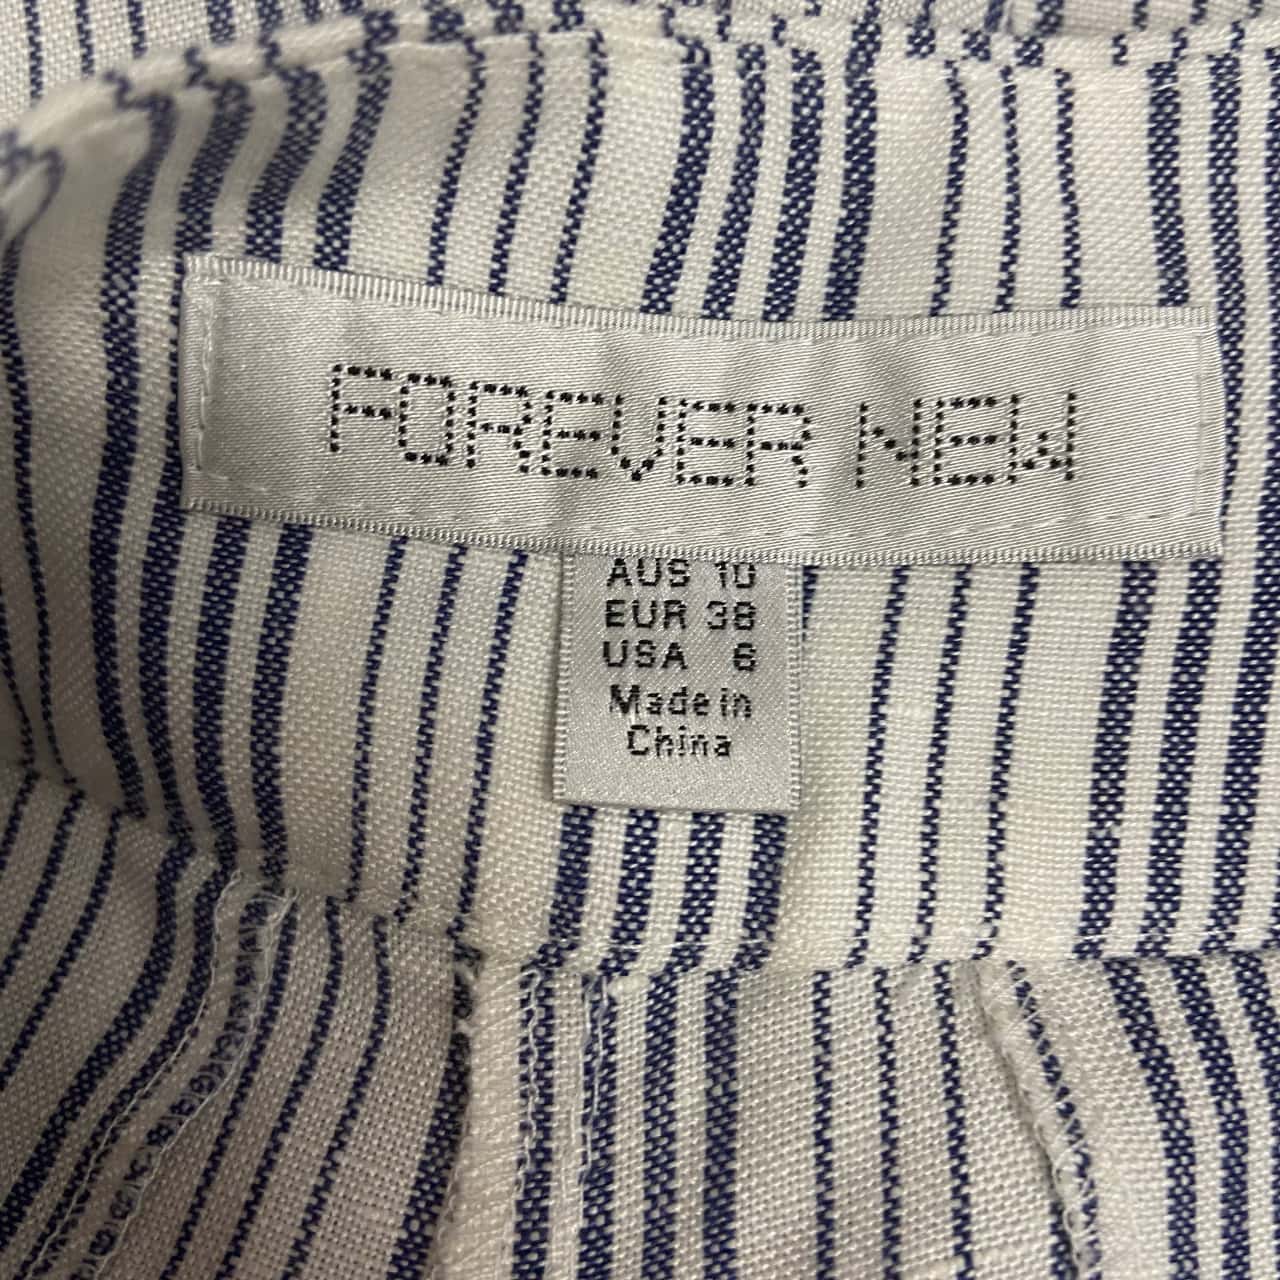 FOREVER NEW
AUS 10
EUR 38
USA 6
Made in
China